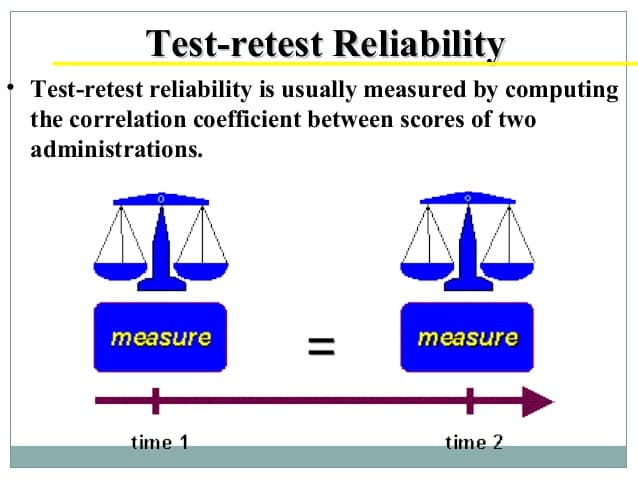 Test-retest Reliability
• Test-retest reliability is usually measured by computing
the correlation coefficient between scores of two
administrations.
measure = measure
time 1 time 2